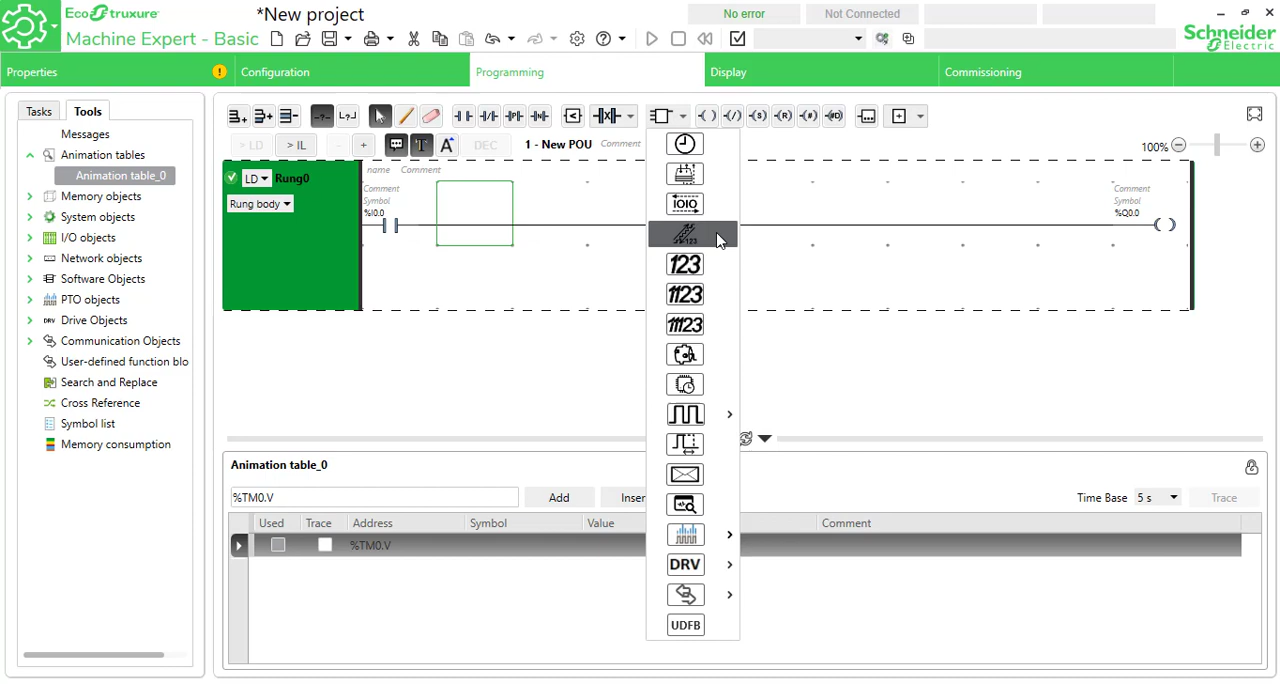 EcoStruxure
*New project
No error
Not Connected
Machine Expert - Basic
Schneider
Electric
Properties
Configuration
Programming
Display
Commissioning
Tasks
Tools
Messages
Animation tables
Animation table_0
Memory objects
System objects
I/O objects
Network objects
Software Objects
PTO objects
DRV Drive Objects
Communication Objects
User-defined function blo
Search and Replace
Cross Reference
Symbol list
Memory consumption
> LD
> IL
-
+
T
A
DEC
1 - New POU
Comment
100%
LD
Rung0
name
Comment
Rung body
Comment
Symbol
%I0.0
Comment
Symbol
%Q0.0
IOIO
123
123
1123
11123
DRV
UDFB
Animation table_0
%TM0.V
Add
Inser
Time Base
5 s
Trace
Used
Trace
Address
Symbol
Value
Comment
%TM0.V